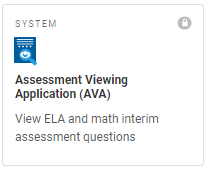 SYSTEM
Assessment Viewing
Application (AVA)
View ELA and math interim
assessment questions